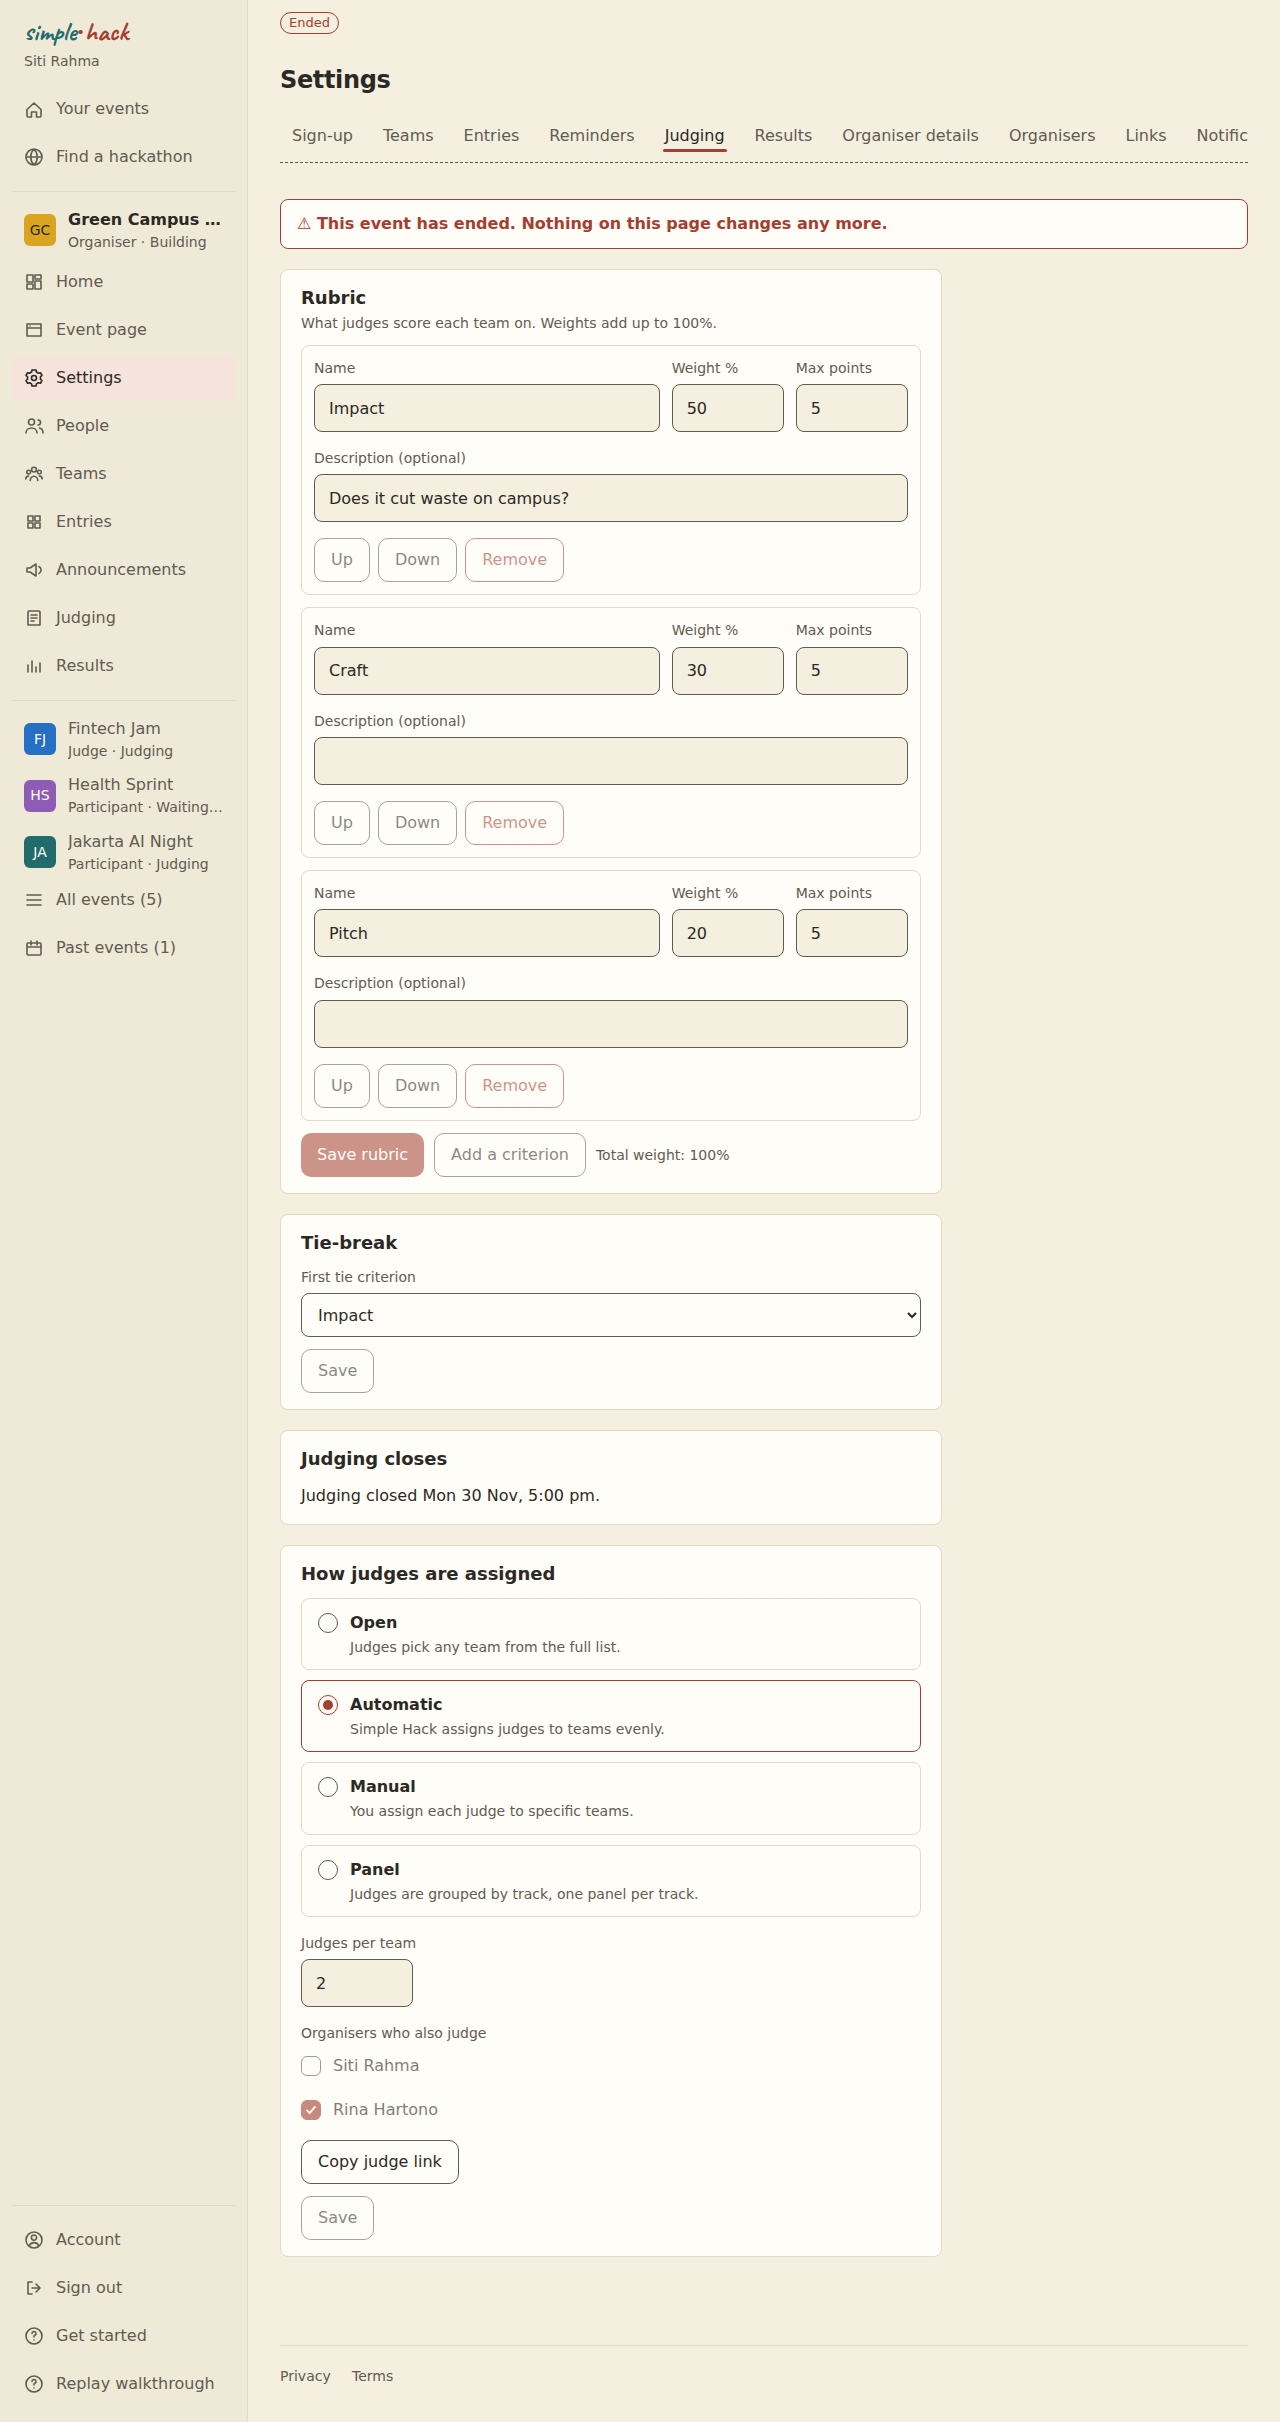 simple·hack
Siti Rahma
Your events
Find a hackathon
GC
Green Campus …
Organiser · Building
Home
Event page
Settings
People
Teams
Entries
Announcements
Judging
Results
FJ
Fintech Jam
Judge · Judging
HS
Health Sprint
Participant · Waiting…
JA
Jakarta AI Night
Participant · Judging
All events (5)
Past events (1)
Account
Sign out
Get started
Replay walkthrough
Ended
Settings
Sign-up Teams Entries Reminders Judging Results Organiser details Organisers Links Notific
⚠ This event has ended. Nothing on this page changes any more.
Rubric
What judges score each team on. Weights add up to 100%.
Name Weight % Max points
Impact 50 5
Description (optional)
Does it cut waste on campus?
Up Down Remove
Name Weight % Max points
Craft 30 5
Description (optional)
Up Down Remove
Name Weight % Max points
Pitch 20 5
Description (optional)
Up Down Remove
Save rubric Add a criterion Total weight: 100%
Tie-break
First tie criterion
Impact
Save
Judging closes
Judging closed Mon 30 Nov, 5:00 pm.
How judges are assigned
Open
Judges pick any team from the full list.
Automatic
Simple Hack assigns judges to teams evenly.
Manual
You assign each judge to specific teams.
Panel
Judges are grouped by track, one panel per track.
Judges per team
2
Organisers who also judge
Siti Rahma
Rina Hartono
Copy judge link
Save
Privacy Terms